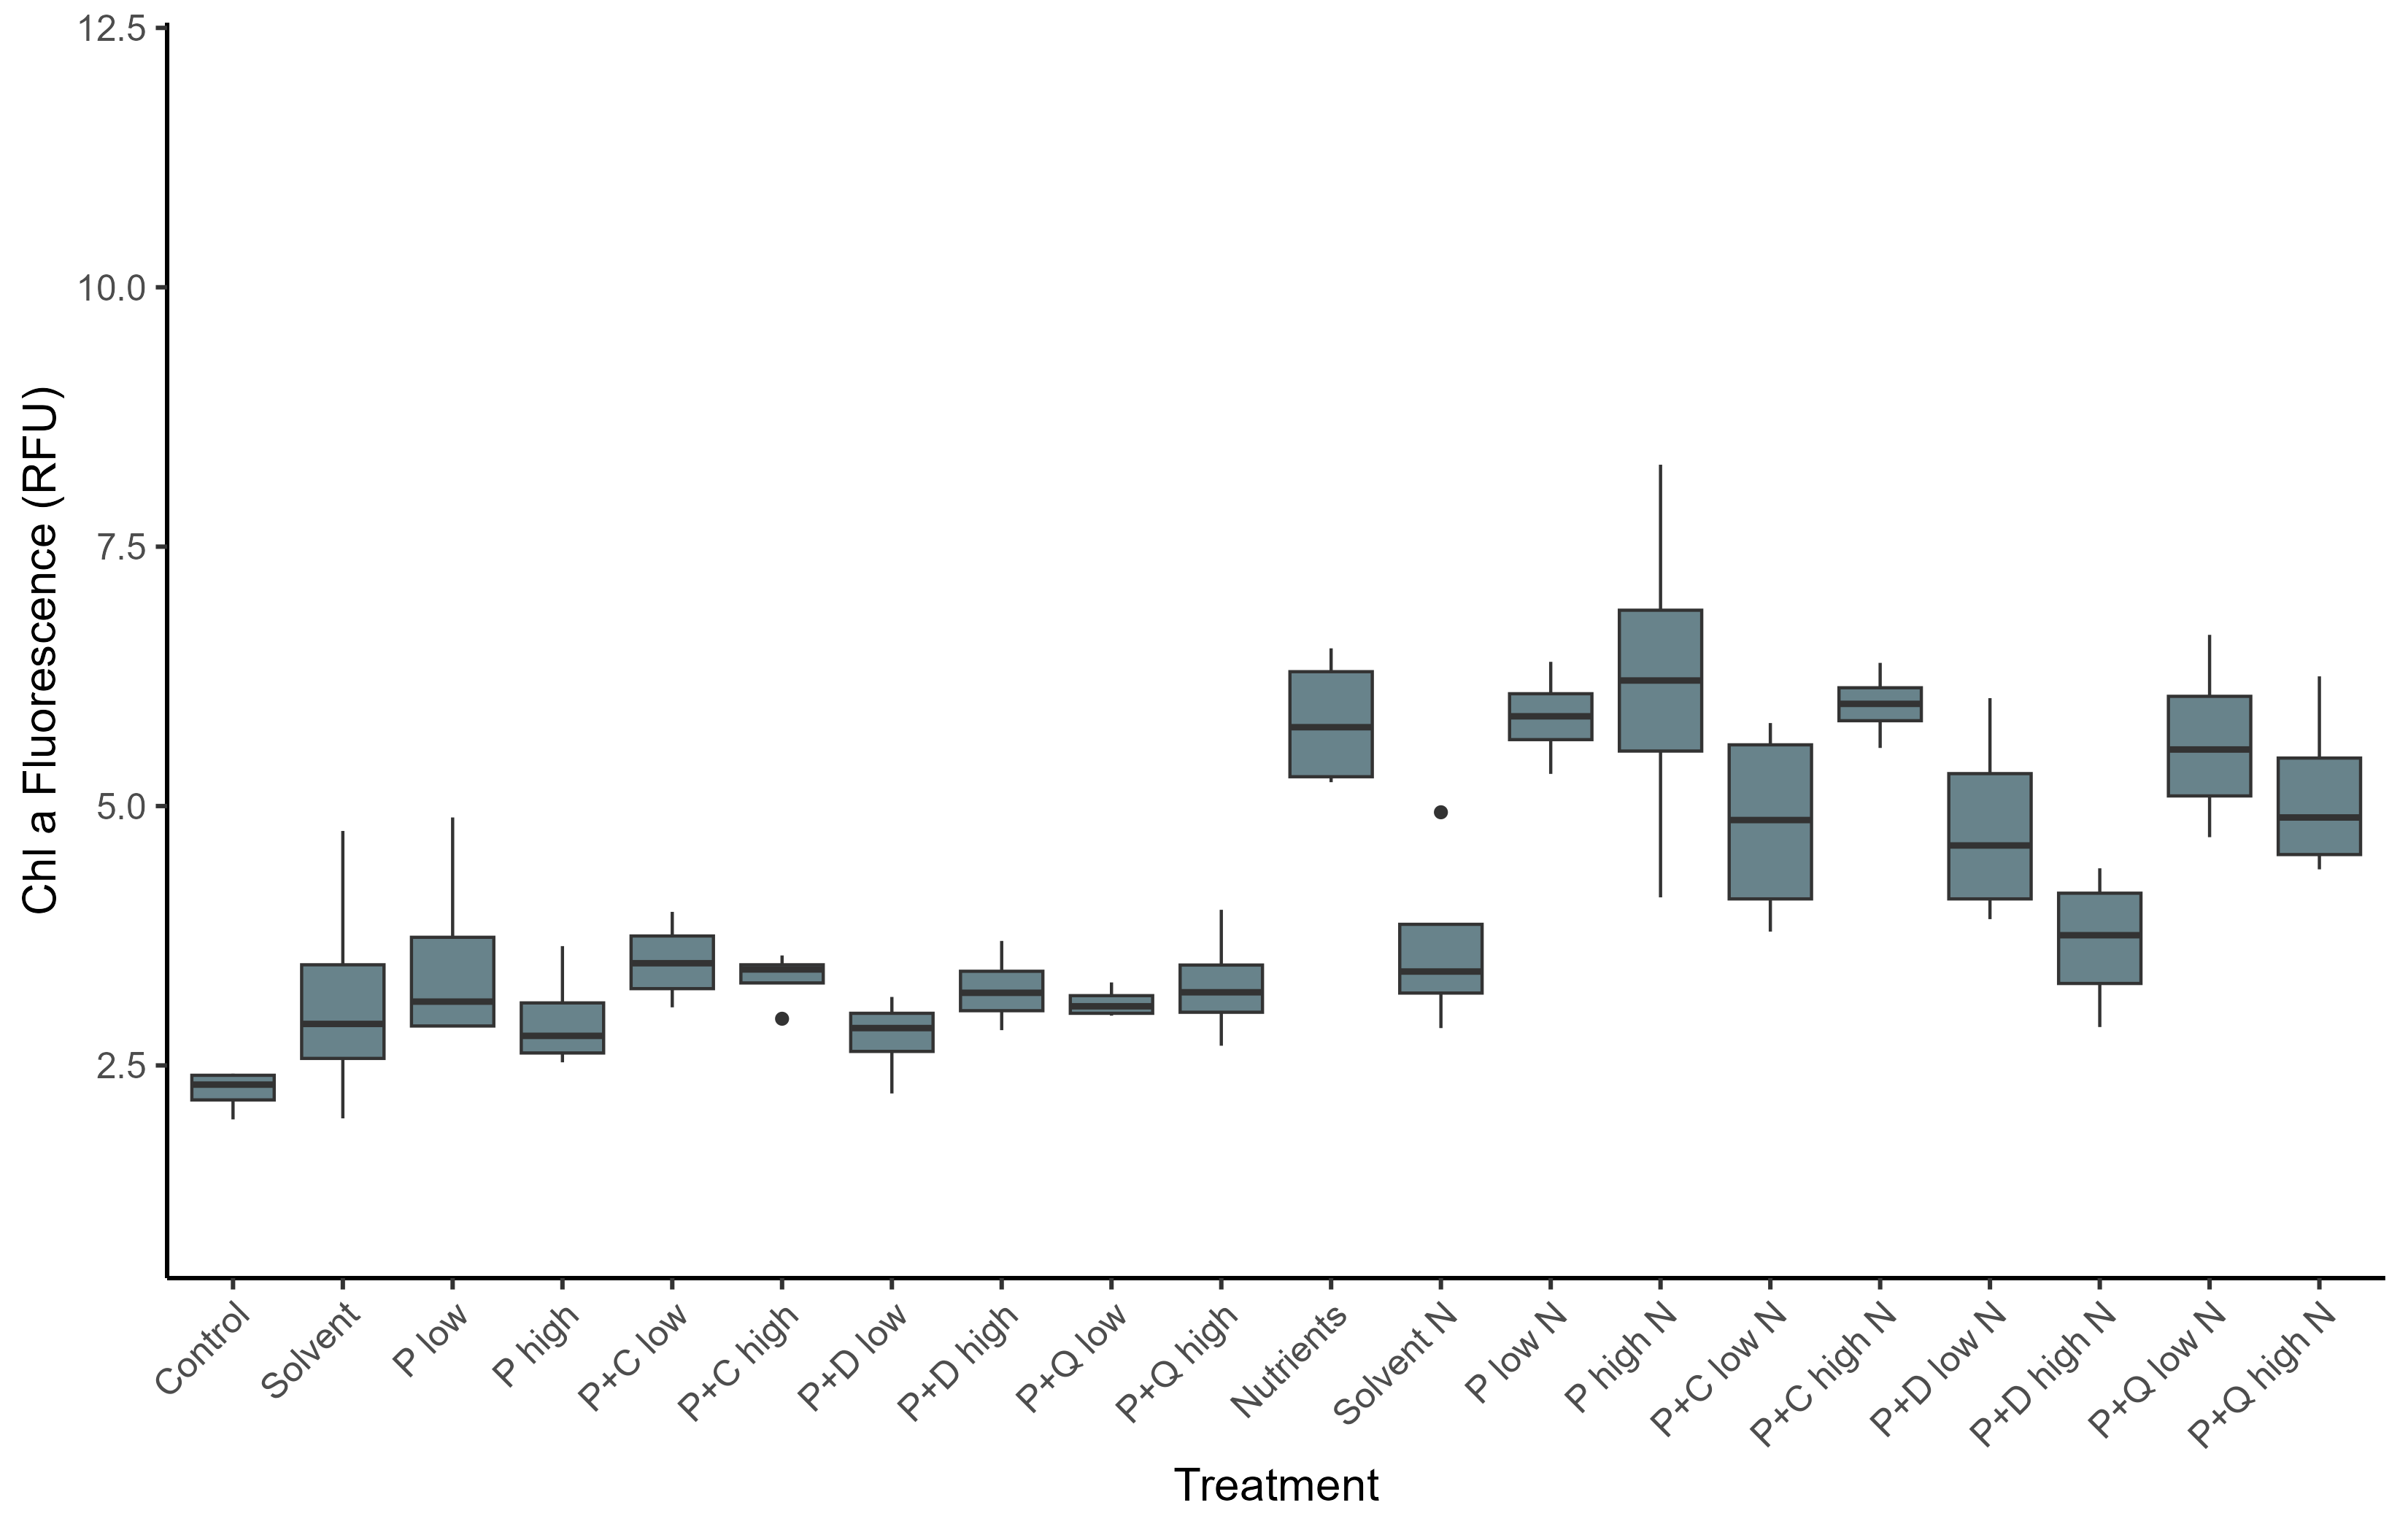 12.5
10.0
7.5
5.0
2.5
Chl a Fluorescence (RFU)
Control
Solvent
P low
P high
P+C low
P+C high
P+D low
P+D high
P+Q low
P+Q high
Nutrients
Solvent N
P low N
P high N
P+C low N
P+C high N
P+D low N
P+D high N
P+Q low N
P+Q high N
Treatment